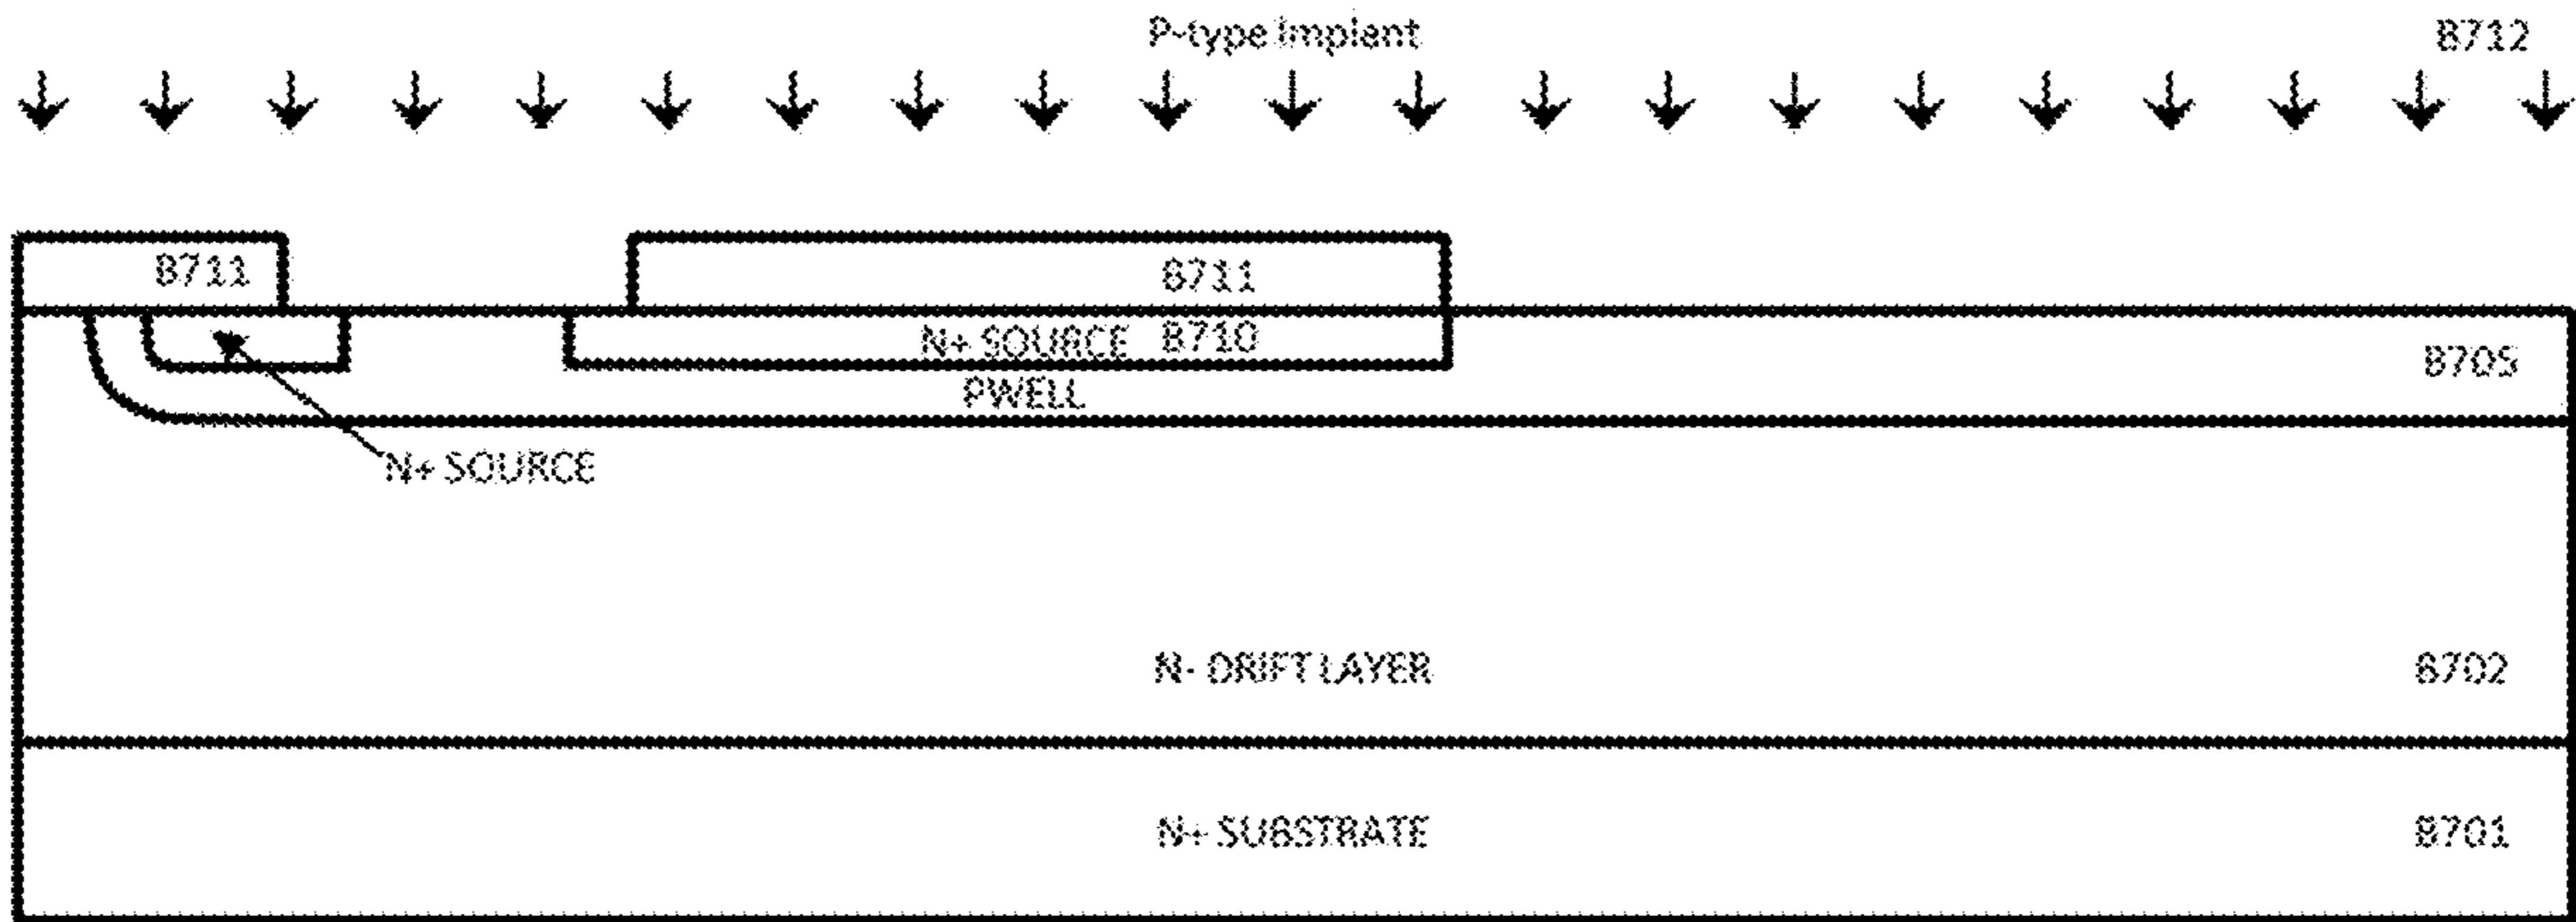 P-type Implant
8712
8711
8711
N+ SOURCE 8710
8705
PWELL
N+ SOURCE
N- DRIFT LAYER
8702
N+ SUBSTRATE
8701